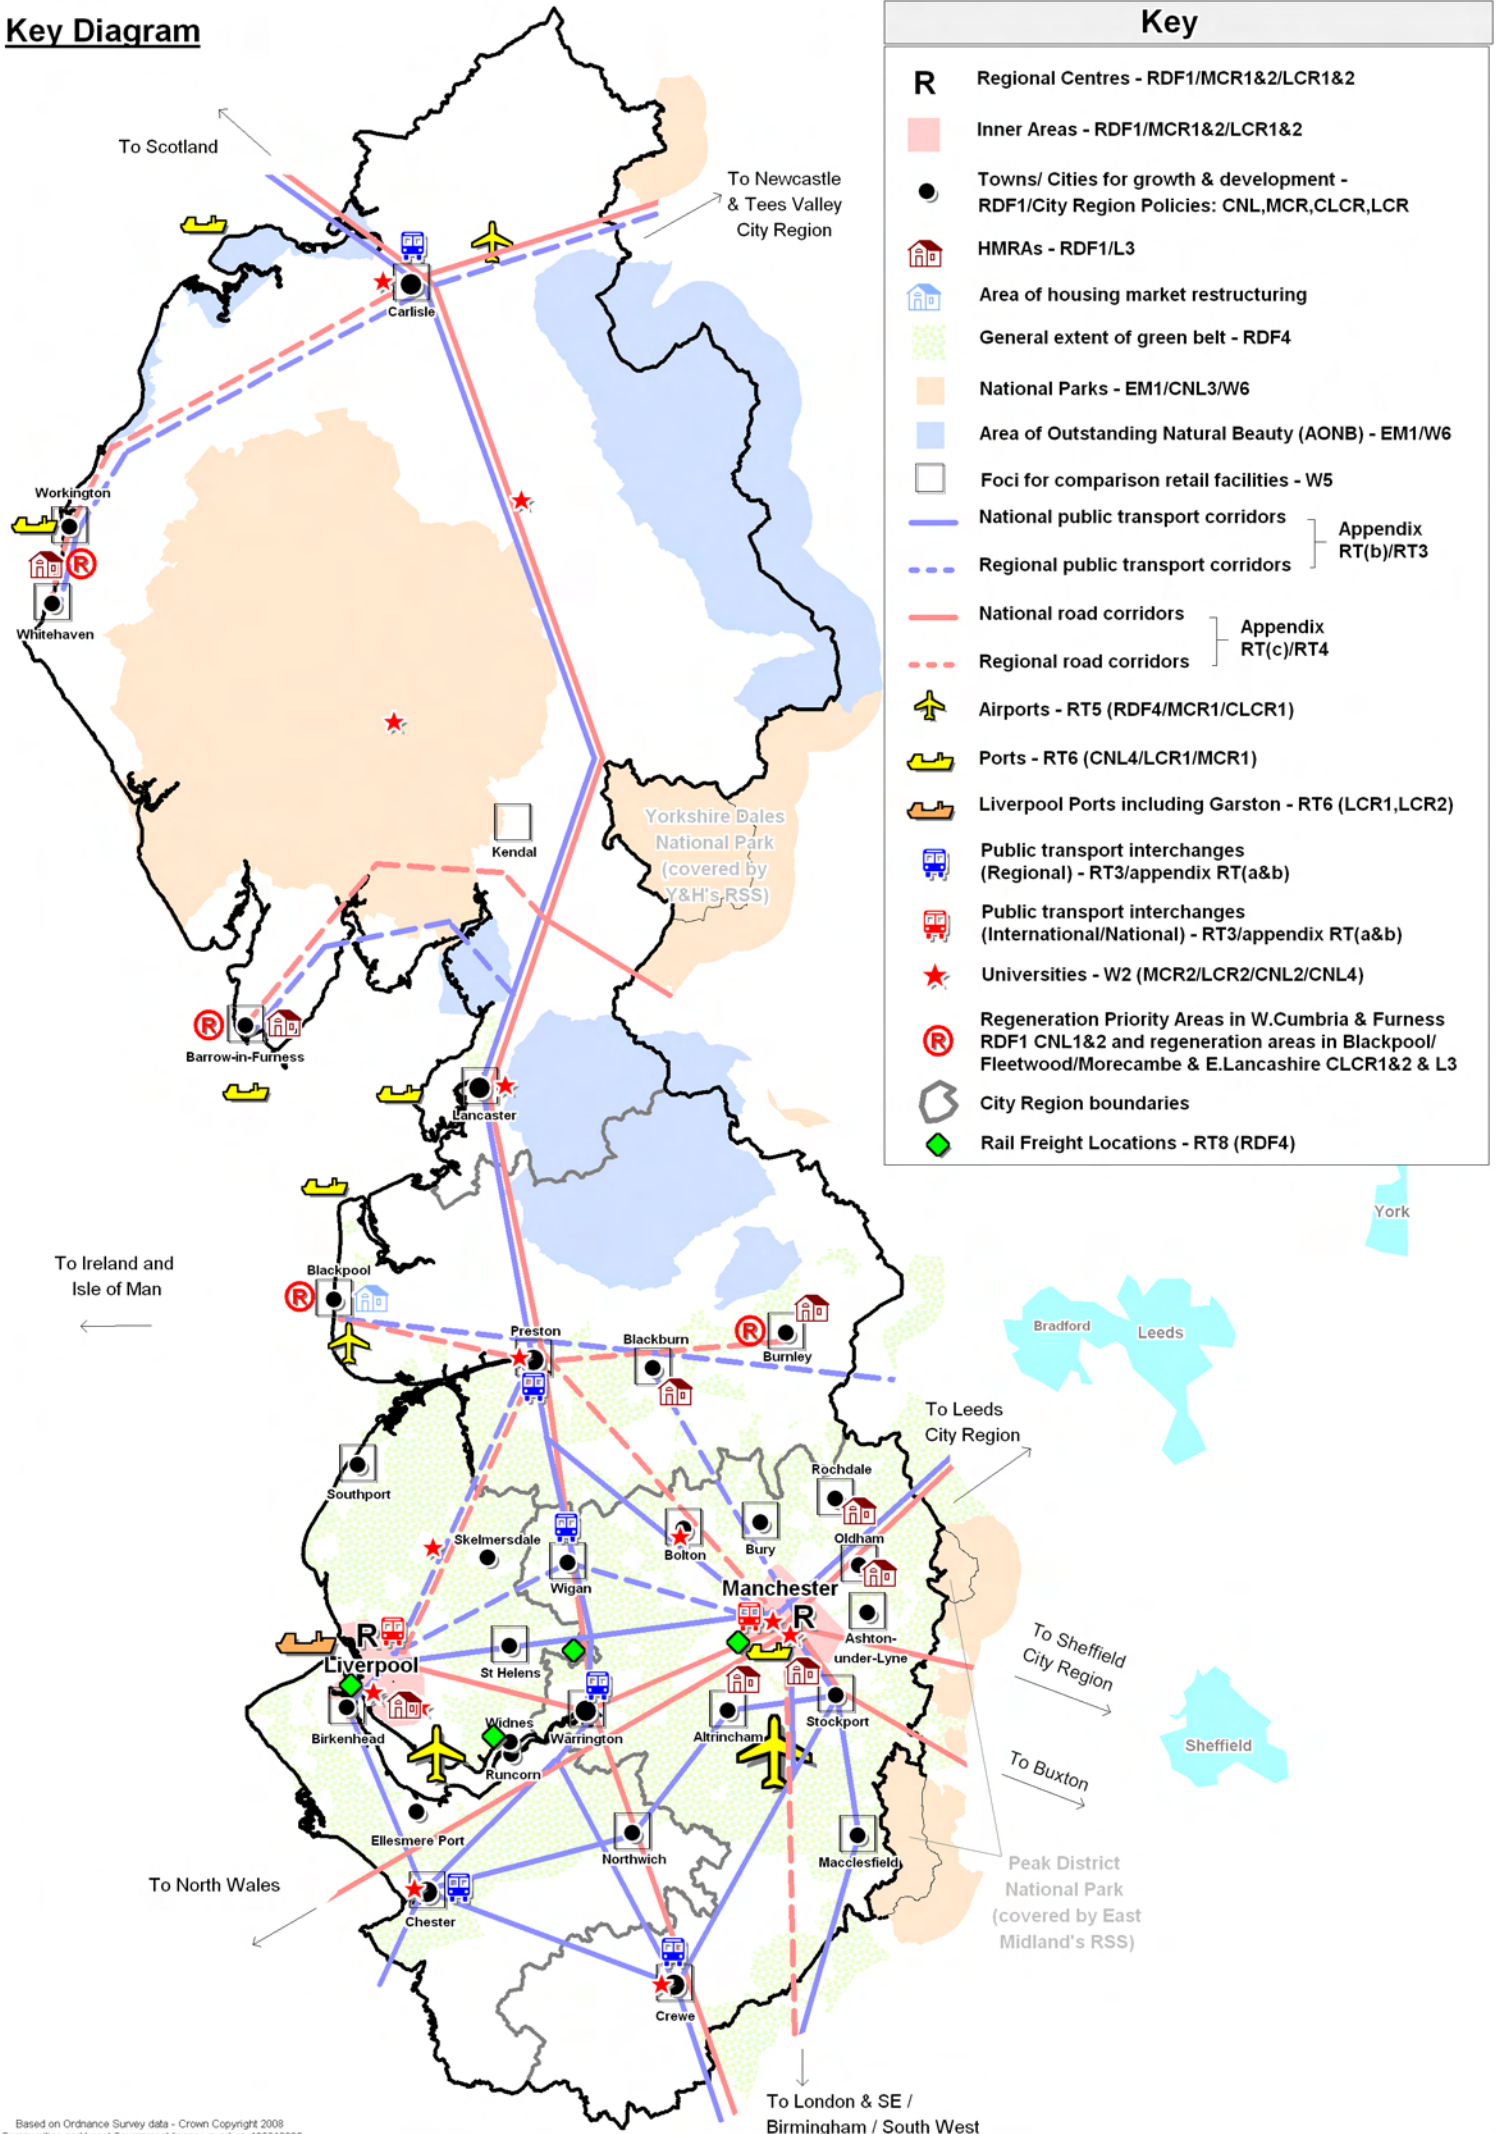 Key Diagram
Key
R
Regional Centres - RDF1/MCR1&2/LCR1&2
Inner Areas - RDF1/MCR1&2/LCR1&2
Towns/ Cities for growth & development -
RDF1/City Region Policies: CNL,MCR,CLCR,LCR
HMRAs - RDF1/L3
Area of housing market restructuring
General extent of green belt - RDF4
National Parks - EM1/CNL3/W6
Area of Outstanding Natural Beauty (AONB) - EM1/W6
Foci for comparison retail facilities - W5
National public transport corridors
Regional public transport corridors
Appendix
RT(b)/RT3
National road corridors
Regional road corridors
Appendix
RT(c)/RT4
Airports - RT5 (RDF4/MCR1/CLCR1)
Ports - RT6 (CNL4/LCR1/MCR1)
Liverpool Ports including Garston - RT6 (LCR1,LCR2)
Public transport interchanges
(Regional) - RT3/appendix RT(a&b)
Public transport interchanges
(International/National) - RT3/appendix RT(a&b)
Universities - W2 (MCR2/LCR2/CNL2/CNL4)
R
Regeneration Priority Areas in W.Cumbria & Furness
RDF1 CNL1&2 and regeneration areas in Blackpool/
Fleetwood/Morecambe & E.Lancashire CLCR1&2 & L3
City Region boundaries
Rail Freight Locations - RT8 (RDF4)
To Scotland
To Newcastle
& Tees Valley
City Region
Carlisle
Workington
R
Whitehaven
Kendal
Yorkshire Dales
National Park
(covered by
Y&H's RSS)
R
Barrow-in-Furness
Lancaster
To Ireland and
Isle of Man
Blackpool
R
Preston
Blackburn
R
Burnley
York
Bradford
Leeds
To Leeds
City Region
Southport
Rochdale
Skelmersdale
Oldham
Bolton
Bury
Wigan
Manchester
R
R
Liverpool
St Helens
Ashton-
under-Lyne
To Sheffield
City Region
Birkenhead
Widnes
Runcorn
Warrington
Altrincham
Stockport
Sheffield
To Buxton
Ellesmere Port
Northwich
Macclesfield
Peak District
National Park
(covered by East
Midland's RSS)
To North Wales
Chester
Crewe
To London & SE /
Birmingham / South West
Based on Ordnance Survey data - Crown Copyright 2008